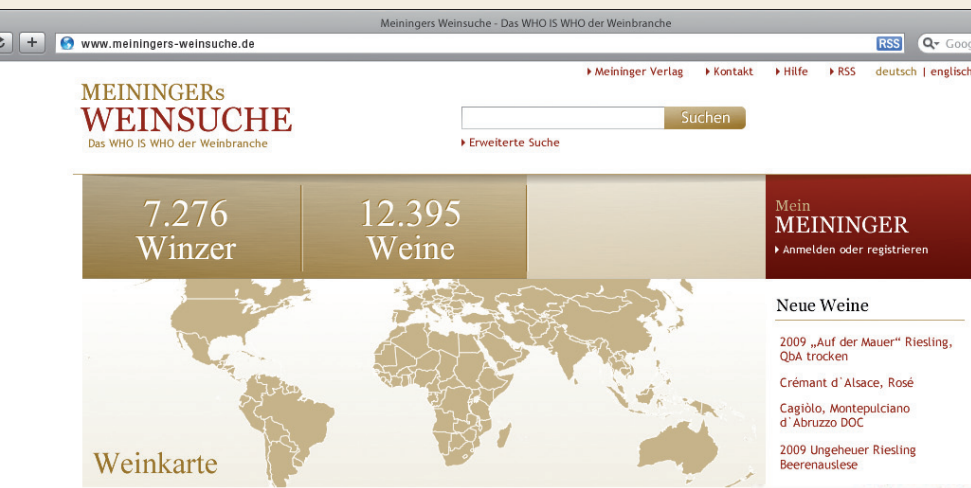 Meiningers Weinsuche - Das WHO IS WHO der Weinbranche
www.meiningers-weinsuche.de
RSS
Goog
Meininger Verlag
Kontakt
Hilfe
RSS
deutsch | englisch
MEININGERs
WEINSUCHE
Das WHO IS WHO der Weinbranche
Suchen
Erweiterte Suche
7.276
Winzer
12.395
Weine
Mein
MEININGER
Anmelden oder registrieren
Weinkarte
Neue Weine
2009 „Auf der Mauer“ Riesling,
QbA trocken
Crémant d´Alsace, Rosé
Cagiòlo, Montepulciano
d´Abruzzo DOC
2009 Ungeheuer Riesling
Beerenauslese